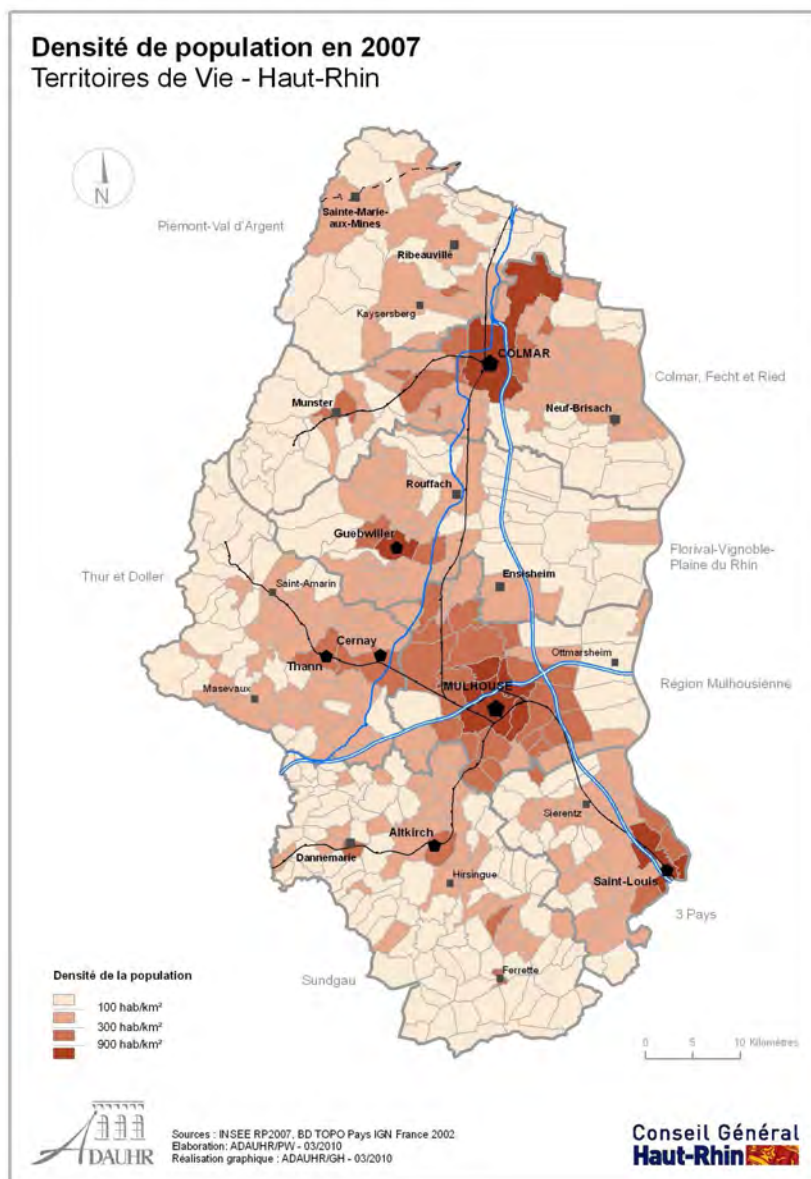 Densité de population en 2007
Territoires de Vie - Haut-Rhin
N
Piémont-Val d'Argent
Sainte-Marie-
aux-Mines
Ribeauvillé
Kaysersberg
COLMAR
Colmar, Fecht et Ried
Munster
Neuf-Brisach
Rouffach
Guebwiller
Florival-Vignoble-
Plaine du Rhin
Thur et Doller
Saint-Amarin
Ensisheim
Cernay
Thann
Ottmarsheim
MULHOUSE
Région Mulhousienne
Masevaux
Sierentz
Altkirch
Dannemarie
Hirsingue
Saint-Louis
3 Pays
Sundgau
Ferrette
Densité de la population
100 hab/km²
300 hab/km²
900 hab/km²
0 5 10 Kilomètres
ADAUHR
Sources : INSEE RP2007, BD TOPO Pays IGN France 2002
Elaboration: ADAUHR/PW - 03/2010
Réalisation graphique : ADAUHR/GH - 03/2010
Conseil Général
Haut-Rhin